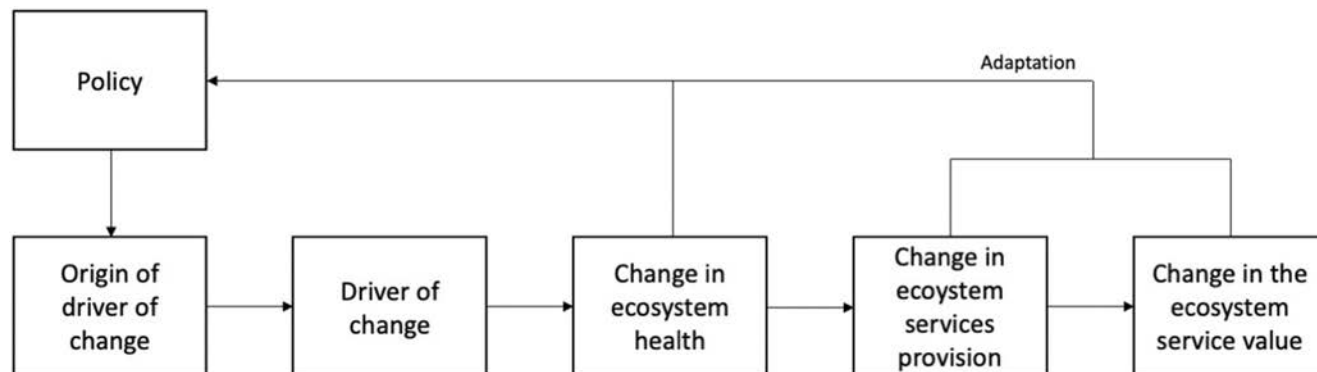 Adaptation
Policy
Origin of
driver of
change
Driver of
change
Change in
ecosystem
health
Change in
ecoystem
services
provision
Change in the
ecosystem
service value